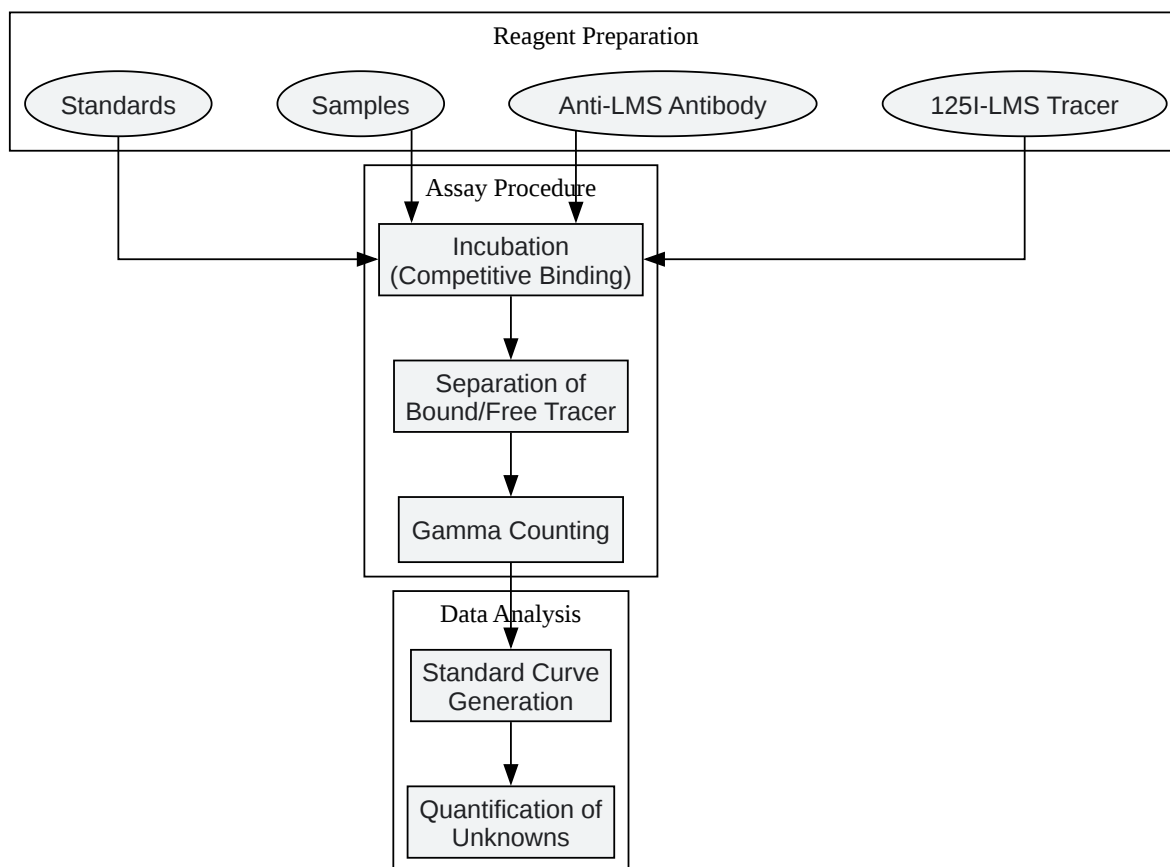 Reagent Preparation
Standards
Samples
Anti-LMS Antibody
125I-LMS Tracer
Assay Procedure
Incubation
(Competitive Binding)
Separation of
Bound/Free Tracer
Gamma Counting
Data Analysis
Standard Curve
Generation
Quantification of
Unknowns